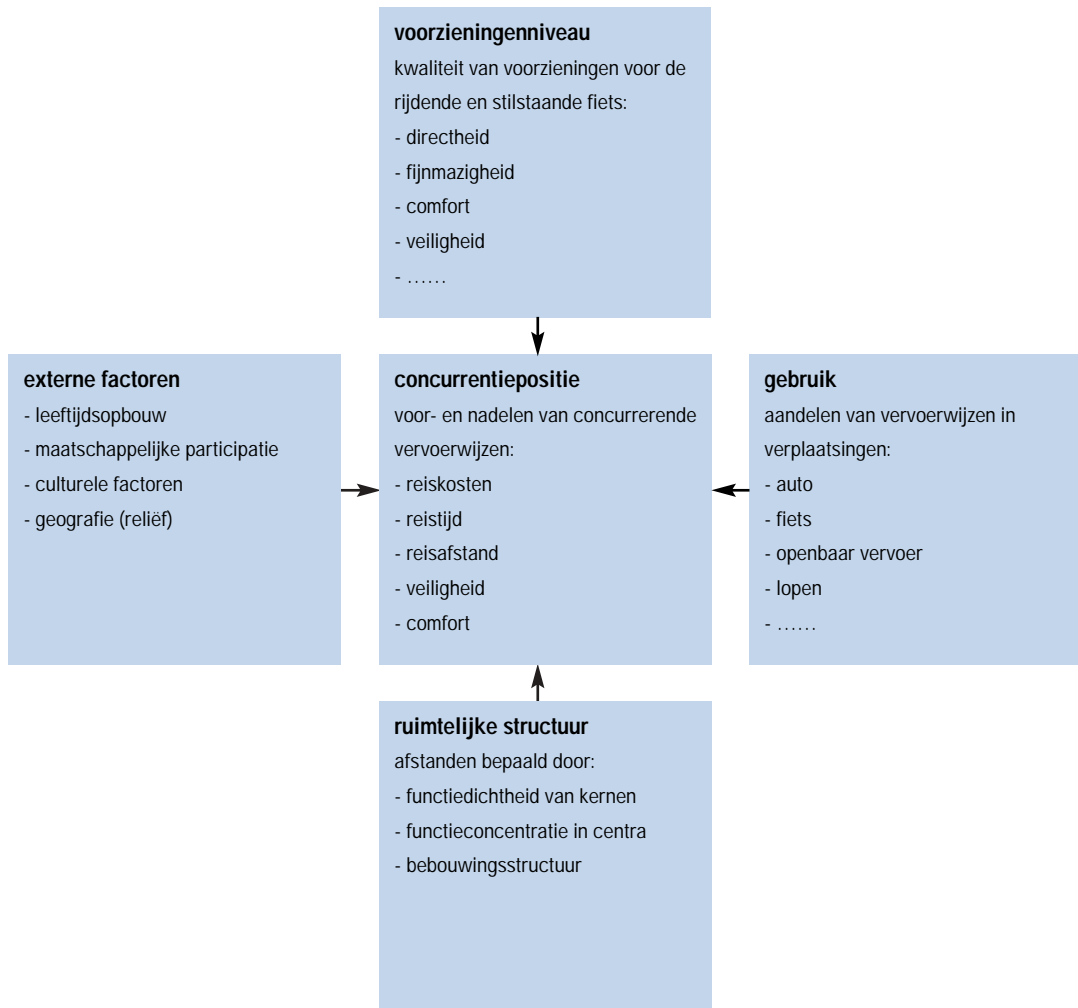 voorzieningenniveau
kwaliteit van voorzieningen voor de
rijdende en stilstaande fiets:
- directheid
- fijnmazigheid
- comfort
- veiligheid
- ……
externe factoren
- leeftijdsopbouw
- maatschappelijke participatie
- culturele factoren
- geografie (reliëf)
concurrentiepositie
voor- en nadelen van concurrerende
vervoerwijzen:
- reiskosten
- reistijd
- reisafstand
- veiligheid
- comfort
gebruik
aandelen van vervoerwijzen in
verplaatsingen:
- auto
- fiets
- openbaar vervoer
- lopen
- ……
ruimtelijke structuur
afstanden bepaald door:
- functiedichtheid van kernen
- functieconcentratie in centra
- bebouwingsstructuur